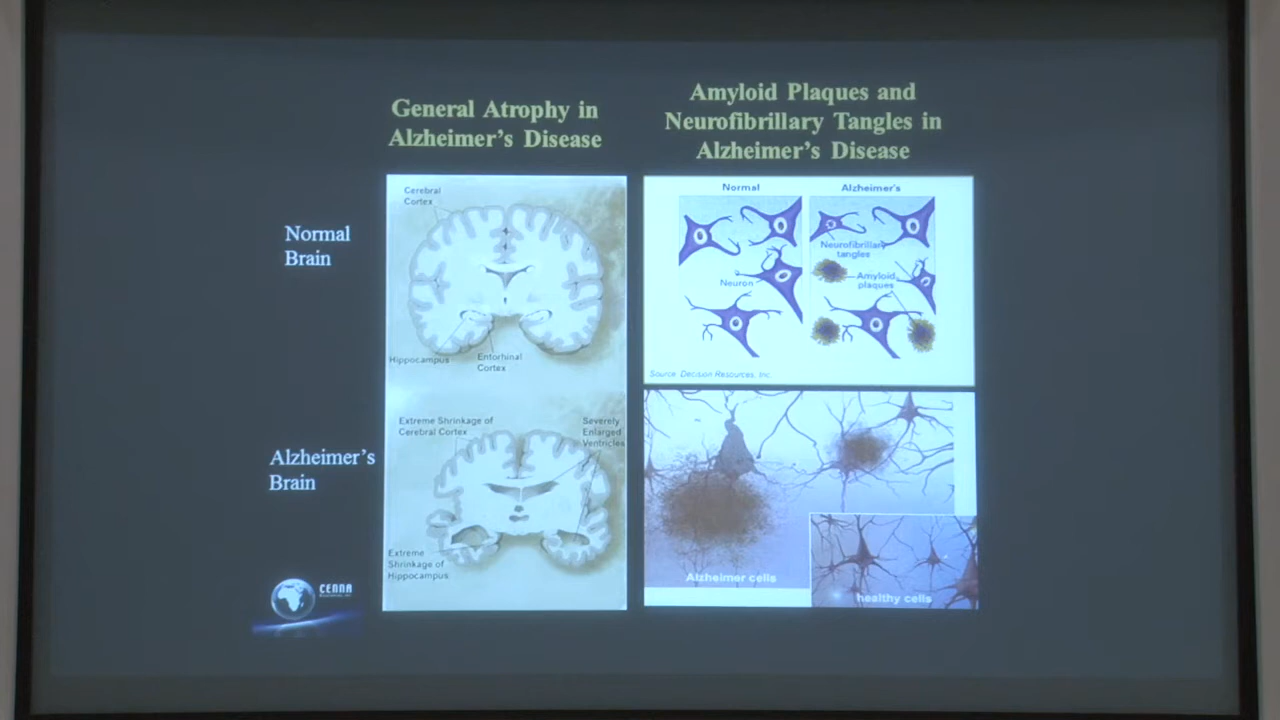 General Atrophy in
Alzheimer's Disease
Amyloid Plaques and
Neurofibrillary Tangles in
Alzheimer's Disease
Normal
Brain
Cerebral
Cortex
Hippocampus
Entorhinal
Cortex
Normal
Alzheimer's
Neurofibrillary
tangles
Amyloid
plaques
Neuron
Source: Decision Resources, Inc.
Alzheimer's
Brain
Extreme Shrinkage of
Cerebral Cortex
Severely
Enlarged
Ventricles
Extreme
Shrinkage of
Hippocampus
Alzheimer cells
healthy cells
CENNA